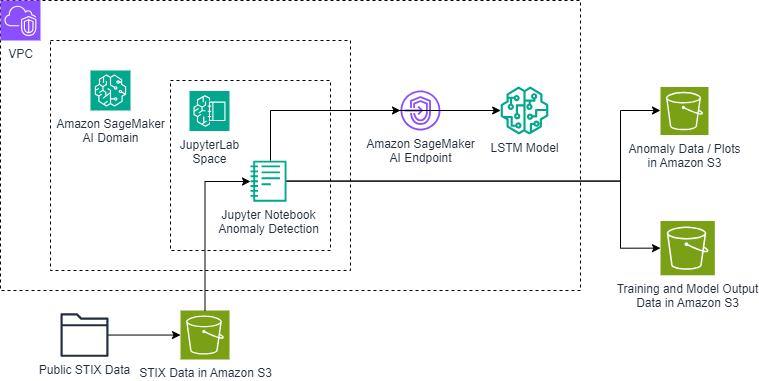 VPC
Amazon SageMaker
AI Domain
JupyterLab
Space
Amazon SageMaker
AI Endpoint
LSTM Model
Anomaly Data / Plots
in Amazon S3
Jupyter Notebook
Anomaly Detection
Training and Model Output
Data in Amazon S3
Public STIX Data
STIX Data in Amazon S3